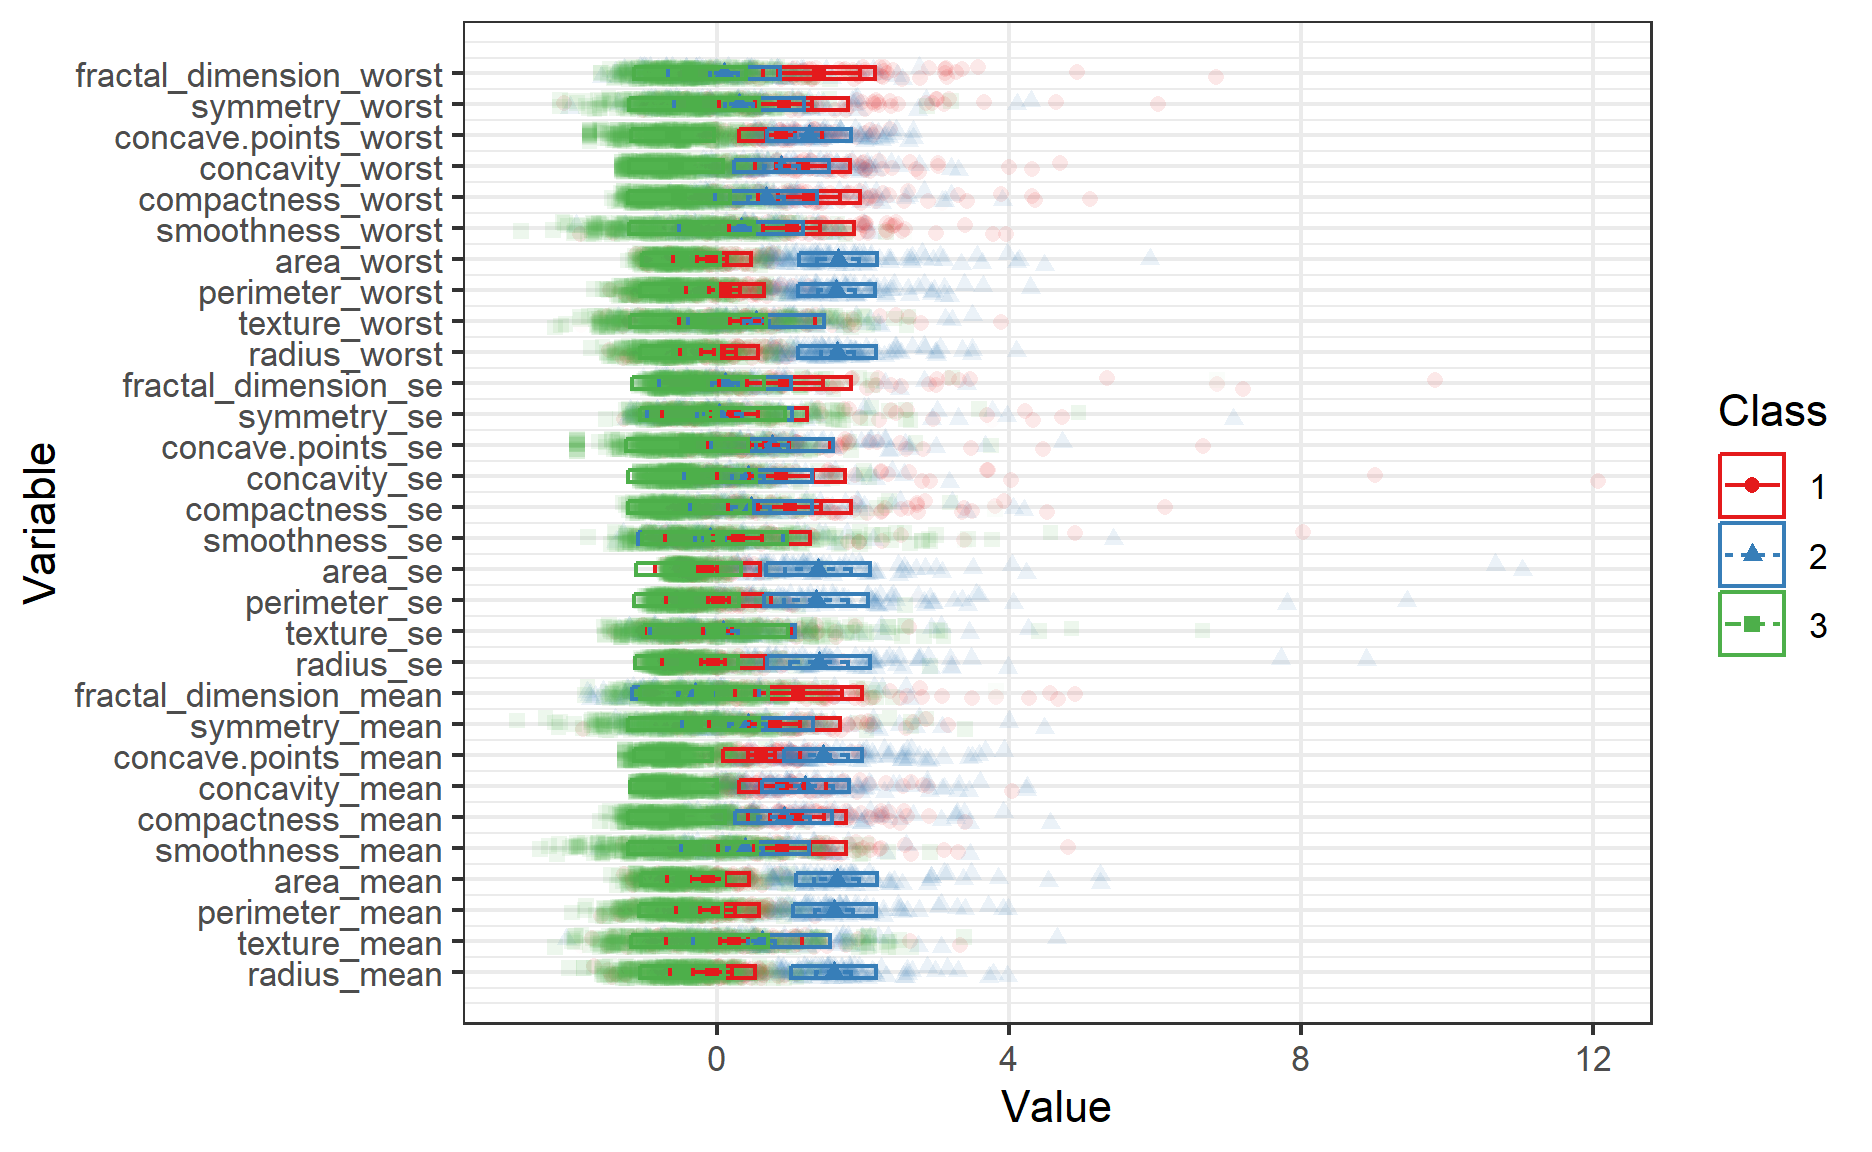 fractal_dimension_worst
symmetry_worst
concave.points_worst
concavity_worst
compactness_worst
smoothness_worst
area_worst
perimeter_worst
texture_worst
radius_worst
fractal_dimension_se
symmetry_se
concave.points_se
concavity_se
compactness_se
smoothness_se
area_se
perimeter_se
texture_se
radius_se
fractal_dimension_mean
symmetry_mean
concave.points_mean
concavity_mean
compactness_mean
smoothness_mean
area_mean
perimeter_mean
texture_mean
radius_mean
Variable
0 4 8 12
Value
Class
1
2
3